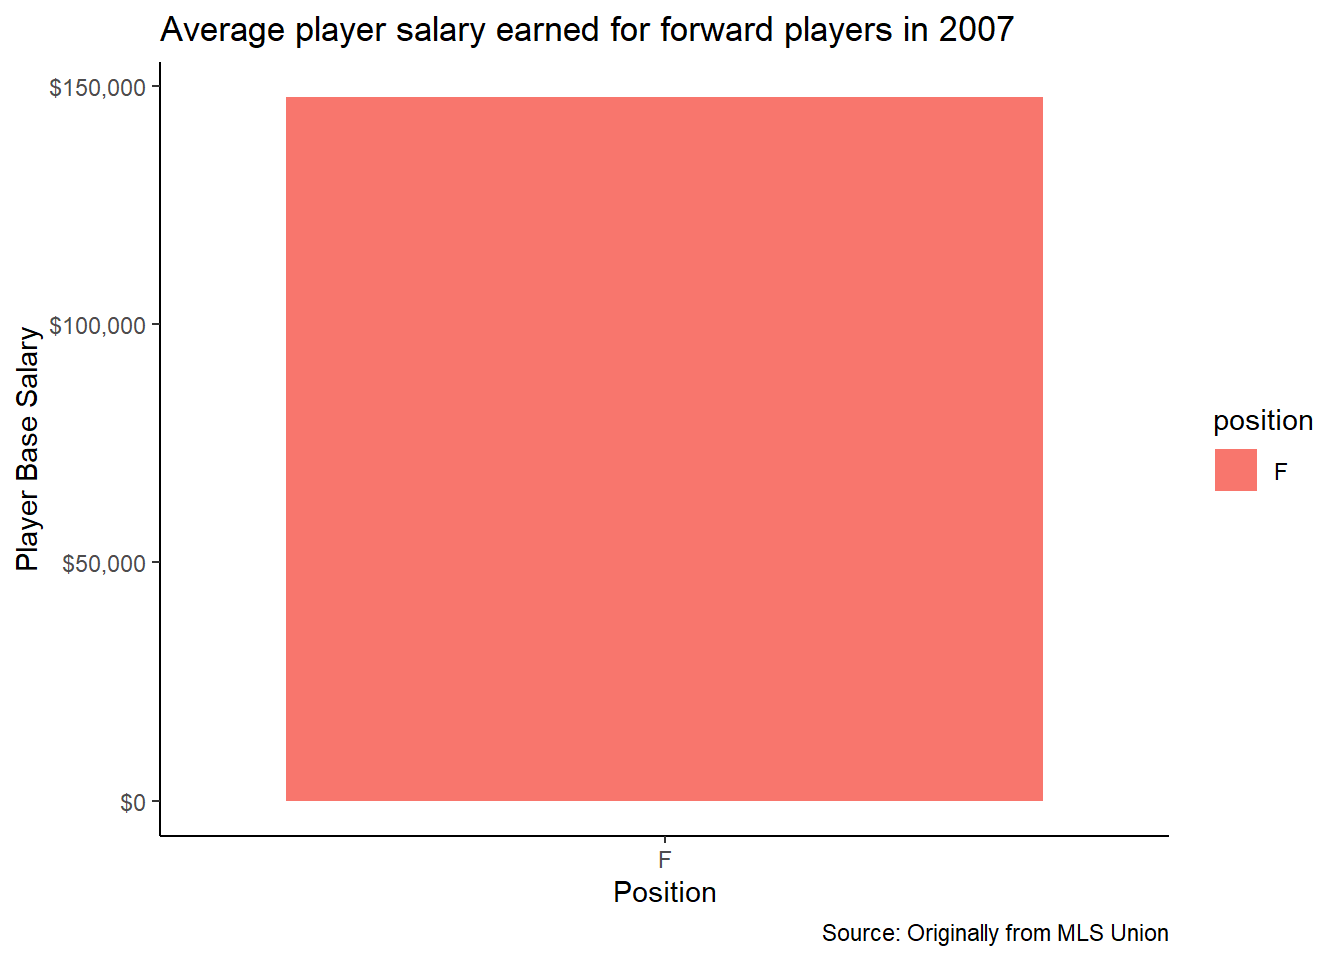 Average player salary earned for forward players in 2007
$150,000
$100,000
$50,000
$0
Player Base Salary
F
Position
position
F
Source: Originally from MLS Union